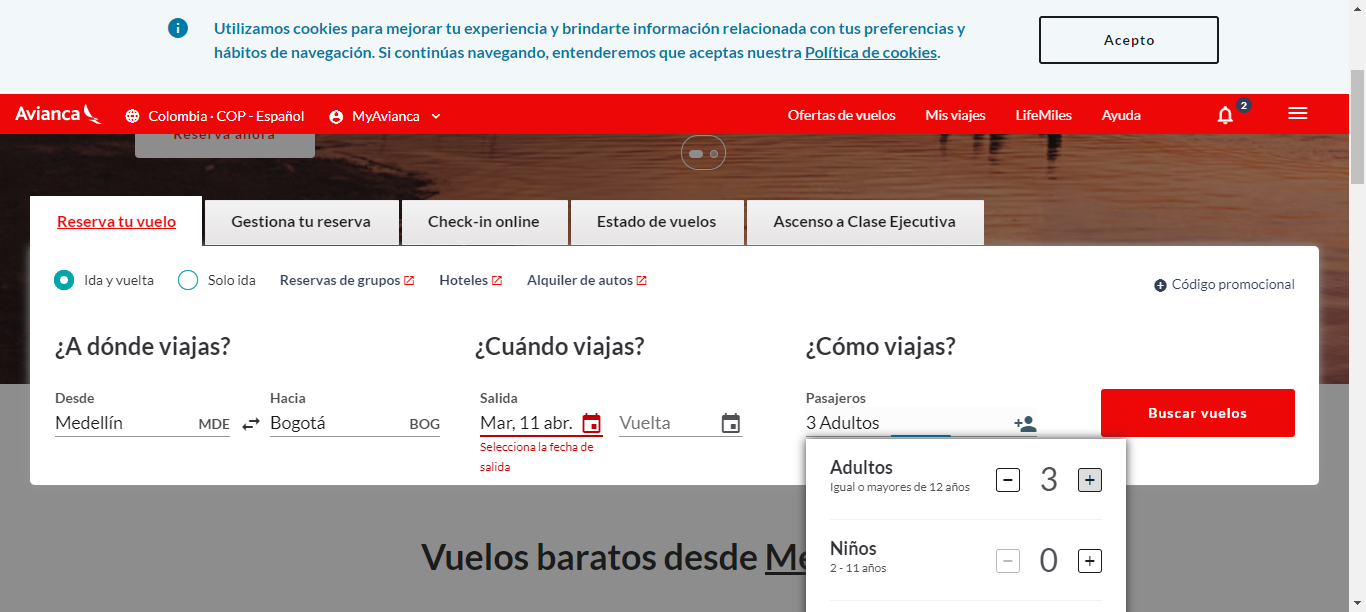 Utilizamos cookies para mejorar tu experiencia y brindarte información relacionada con tus preferencias y
hábitos de navegación. Si continúas navegando, entenderemos que aceptas nuestra Política de cookies.
Acepto
Avianca
Colombia · COP - Español
MyAvianca
Ofertas de vuelos
Mis viajes
LifeMiles
Ayuda
2
Reserva ahora
Reserva tu vuelo
Gestiona tu reserva
Check-in online
Estado de vuelos
Ascenso a Clase Ejecutiva
Ida y vuelta
Solo ida
Reservas de grupos
Hoteles
Alquiler de autos
Código promocional
¿A dónde viajas?
¿Cuándo viajas?
¿Cómo viajas?
Desde
Hacia
Salida
Pasajeros
Medellín MDE
Bogotá BOG
Mar, 11 abr.
Vuelta
3 Adultos
Buscar vuelos
Selecciona la fecha de
salida
Adultos
Igual o mayores de 12 años
− 3 +
Niños
2 - 11 años
− 0 +
Vuelos baratos desde Me